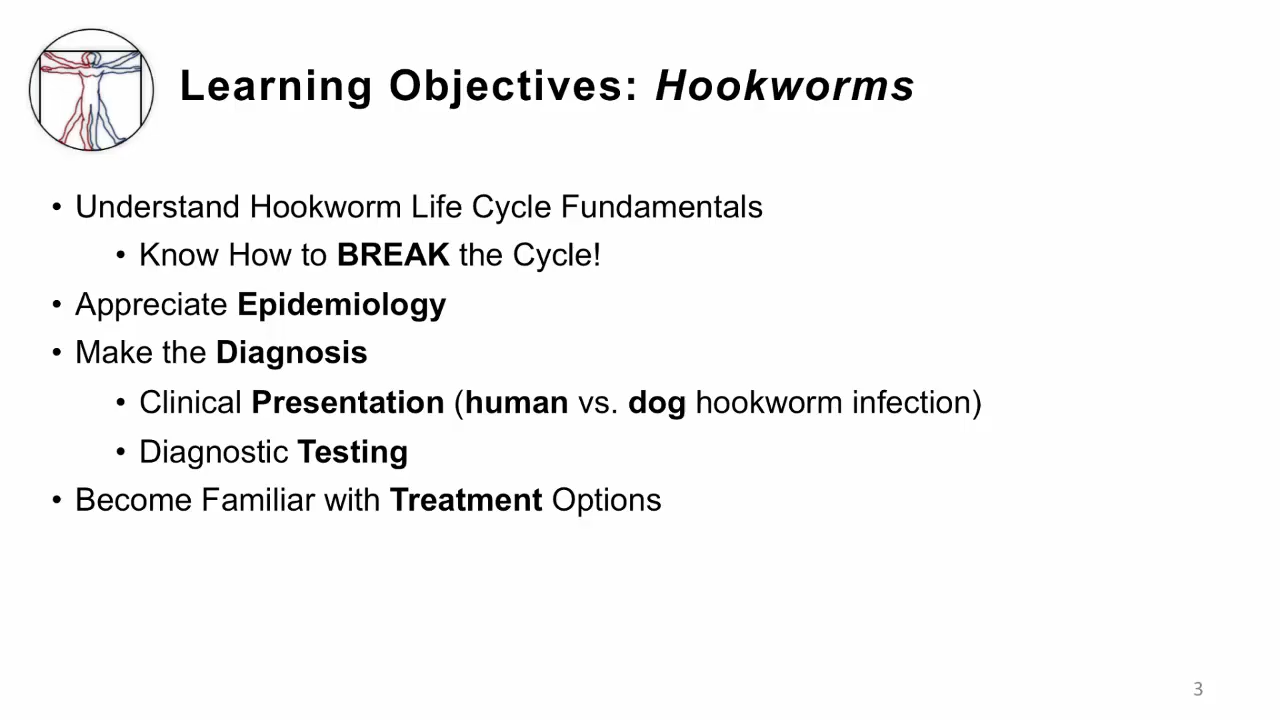 Learning Objectives: Hookworms
• Understand Hookworm Life Cycle Fundamentals
• Know How to BREAK the Cycle!
• Appreciate Epidemiology
• Make the Diagnosis
• Clinical Presentation (human vs. dog hookworm infection)
• Diagnostic Testing
• Become Familiar with Treatment Options
3